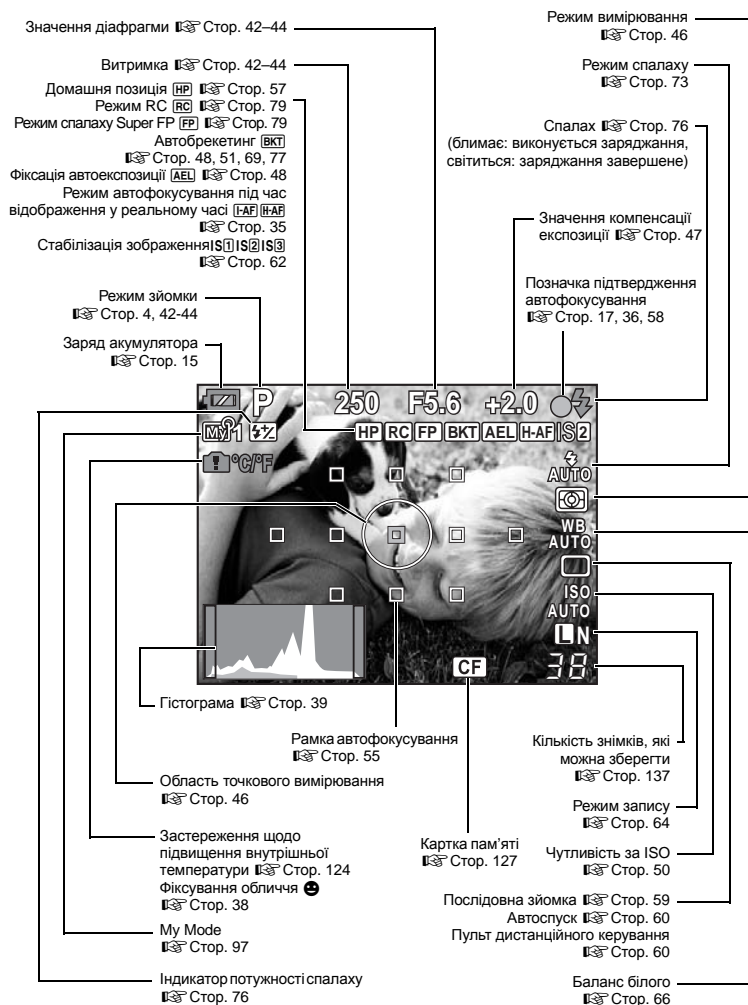 Значення діафрагми ☞ Стор. 42–44
Витримка ☞ Стор. 42–44
Домашня позиція HP ☞ Стор. 57
Режим RC RC ☞ Стор. 79
Режим спалаху Super FP FP ☞ Стор. 79
Автобрекетинг BKT
☞ Стор. 48, 51, 69, 77
Фіксація автоекспозиції AEL ☞ Стор. 48
Режим автофокусування під час
відображення у реальному часі I-AF H-AF
☞ Стор. 35
Стабілізація зображення IS1 IS2 IS3
☞ Стор. 62
Режим зйомки
☞ Стор. 4, 42-44
Заряд акумулятора
☞ Стор. 15
Режим вимірювання
☞ Стор. 46
Режим спалаху
☞ Стор. 73
Спалах ☞ Стор. 76
(блимає: виконується заряджання,
світиться: заряджання завершене)
Значення компенсації
експозиції ☞ Стор. 47
Позначка підтвердження
автофокусування
☞ Стор. 17, 36, 58
P 250 F5.6 +2.0
My 1 HP RC FP BKT AEL H-AF IS2
°C/°F
AUTO
WB
AUTO
ISO
AUTO
L N
CF 38
Гістограма ☞ Стор. 39
Рамка автофокусування
☞ Стор. 55
Область точкового вимірювання
☞ Стор. 46
Застереження щодо
підвищення внутрішньої
температури ☞ Стор. 124
Фіксування обличчя
☞ Стор. 38
My Mode
☞ Стор. 97
Індикатор потужності спалаху
☞ Стор. 76
Картка пам’яті
☞ Стор. 127
Кількість знімків, які
можна зберегти
☞ Стор. 137
Режим запису
☞ Стор. 64
Чутливість за ISO
☞ Стор. 50
Послідовна зйомка ☞ Стор. 59
Автоспуск ☞ Стор. 60
Пульт дистанційного керування
☞ Стор. 60
Баланс білого
☞ Стор. 66